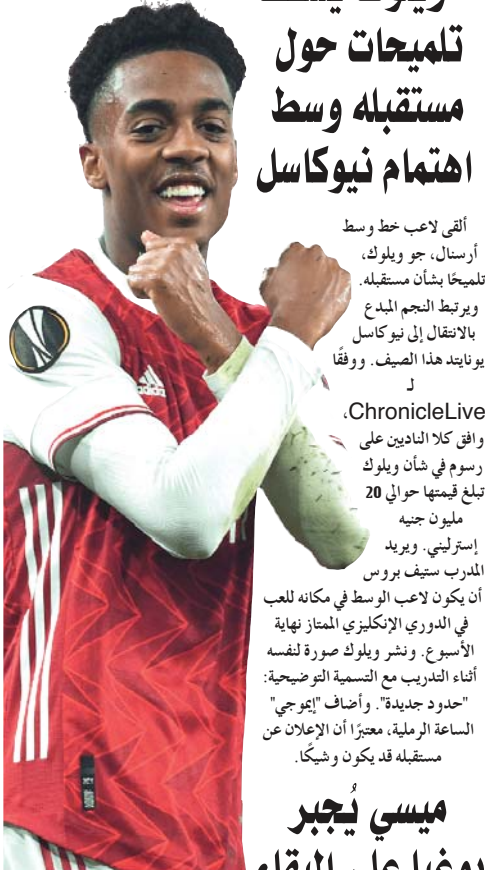 تلميحات حول
مستقبله وسط
اهتمام نيوكاسل
ألقى لاعب خط وسط
أرسنال، جو ويلوك،
تلميحًا بشأن مستقبله.
ويرتبط النجم المبدع
بالانتقال إلى نيوكاسل
يونايتد هذا الصيف. ووفقًا
لـ
ChronicleLive،
وافق كلا الناديين على
رسوم في شأن ويلوك
تبلغ قيمتها حوالي 20
مليون جنيه
إسترليني. ويريد
المدرب ستيف بروس
أن يكون لاعب الوسط في مكانه للعب
في الدوري الإنكليزي الممتاز نهاية
الأسبوع. ونشر ويلوك صورة لنفسه
أثناء التدريب مع التسمية التوضيحية:
"حدود جديدة". وأضاف "إيموجي"
الساعة الرملية، معتبرًا أن الإعلان عن
مستقبله قد يكون وشيكًا.
ميسي يُجبر
adidas